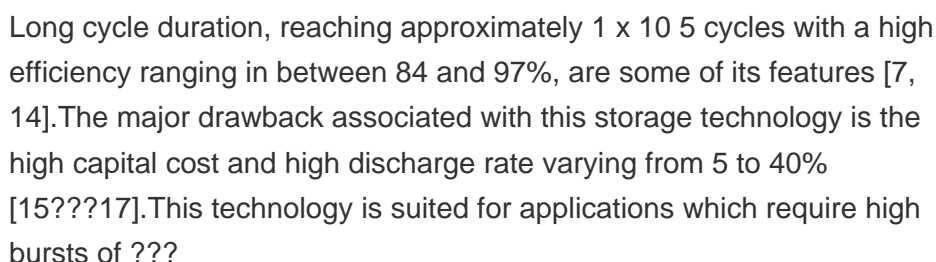 Long cycle duration, reaching approximately 1 x 10 5 cycles with a high
efficiency ranging in between 84 and 97%, are some of its features [7,
14].The major drawback associated with this storage technology is the
high capital cost and high discharge rate varying from 5 to 40%
[15???17].This technology is suited for applications which require high
bursts of ???